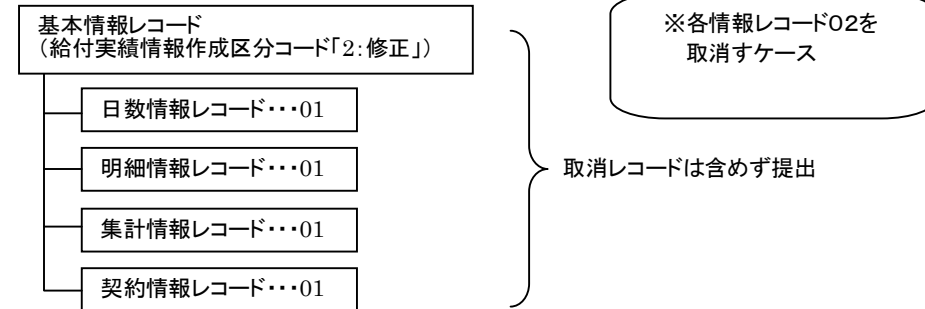 基本情報レコード
（給付実績情報作成区分コード「2：修正」）
※各情報レコード02を
取消すケース
日数情報レコード・・・01
明細情報レコード・・・01
取消レコードは含めず提出
集計情報レコード・・・01
契約情報レコード・・・01